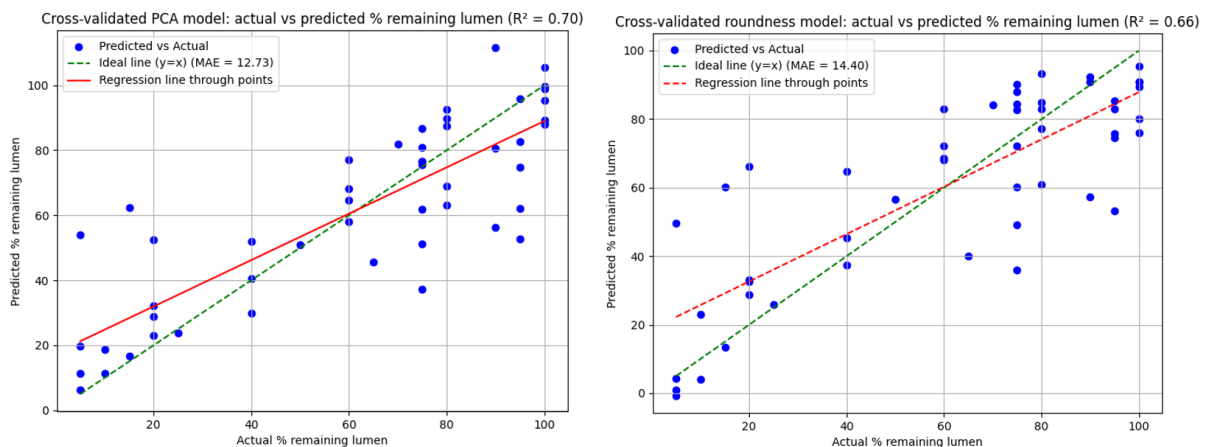 Cross-validated PCA model: actual vs predicted % remaining lumen (R² = 0.70)
Predicted vs Actual
Ideal line (y=x) (MAE = 12.73)
Regression line through points
Predicted % remaining lumen
100
80
60
40
20
0
20
40
60
80
100
Actual % remaining lumen
Cross-validated roundness model: actual vs predicted % remaining lumen (R² = 0.66)
Predicted vs Actual
Ideal line (y=x) (MAE = 14.40)
Regression line through points
Predicted % remaining lumen
100
80
60
40
20
0
20
40
60
80
100
Actual % remaining lumen